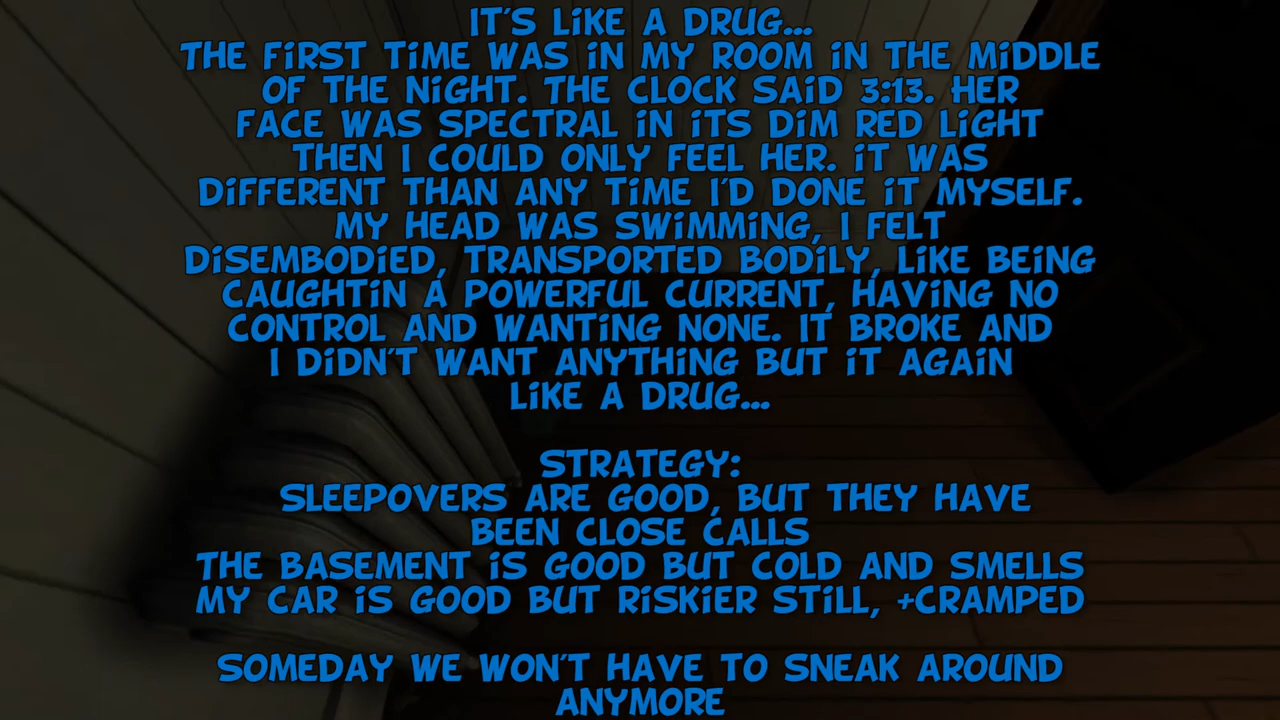 IT'S LIKE A DRUG...
THE FIRST TIME WAS IN MY ROOM IN THE MIDDLE
OF THE NIGHT. THE CLOCK SAID 3:13. HER
FACE WAS SPECTRAL IN ITS DIM RED LIGHT
THEN I COULD ONLY FEEL HER. IT WAS
DIFFERENT THAN ANY TIME I'D DONE IT MYSELF.
MY HEAD WAS SWIMMING, I FELT
DISEMBODIED, TRANSPORTED BODILY, LIKE BEING
CAUGHTIN A POWERFUL CURRENT, HAVING NO
CONTROL AND WANTING NONE. IT BROKE AND
I DIDN'T WANT ANYTHING BUT IT AGAIN
LIKE A DRUG...
STRATEGY:
SLEEPOVERS ARE GOOD, BUT THEY HAVE
BEEN CLOSE CALLS
THE BASEMENT IS GOOD BUT COLD AND SMELLS
MY CAR IS GOOD BUT RISKIER STILL, +CRAMPED
SOMEDAY WE WON'T HAVE TO SNEAK AROUND
ANYMORE